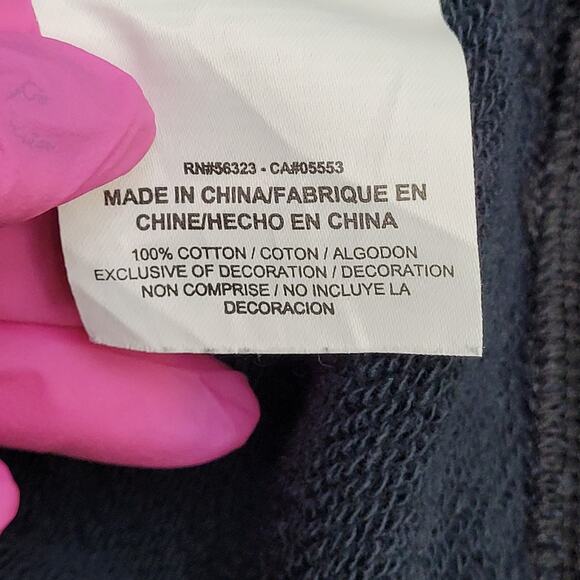 RN#56323 - CA#05553
MADE IN CHINA/FABRIQUE EN
CHINE/HECHO EN CHINA
100% COTTON / COTON / ALGODON
EXCLUSIVE OF DECORATION / DECORATION
NON COMPRISE / NO INCLUYE LA
DECORACION